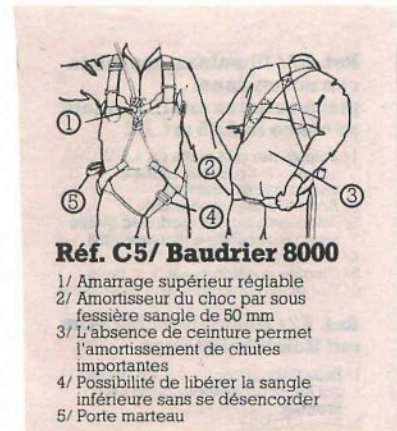 1
2
3
5
4
Réf. C5/ Baudrier 8000
1/ Amarrage supérieur réglable
2/ Amortisseur du choc par sous
fessière sangle de 50 mm
3/ L'absence de ceinture permet
l'amortissement de chutes
importantes
4/ Possibilité de libérer la sangle
inférieure sans se désencorder
5/ Porte marteau